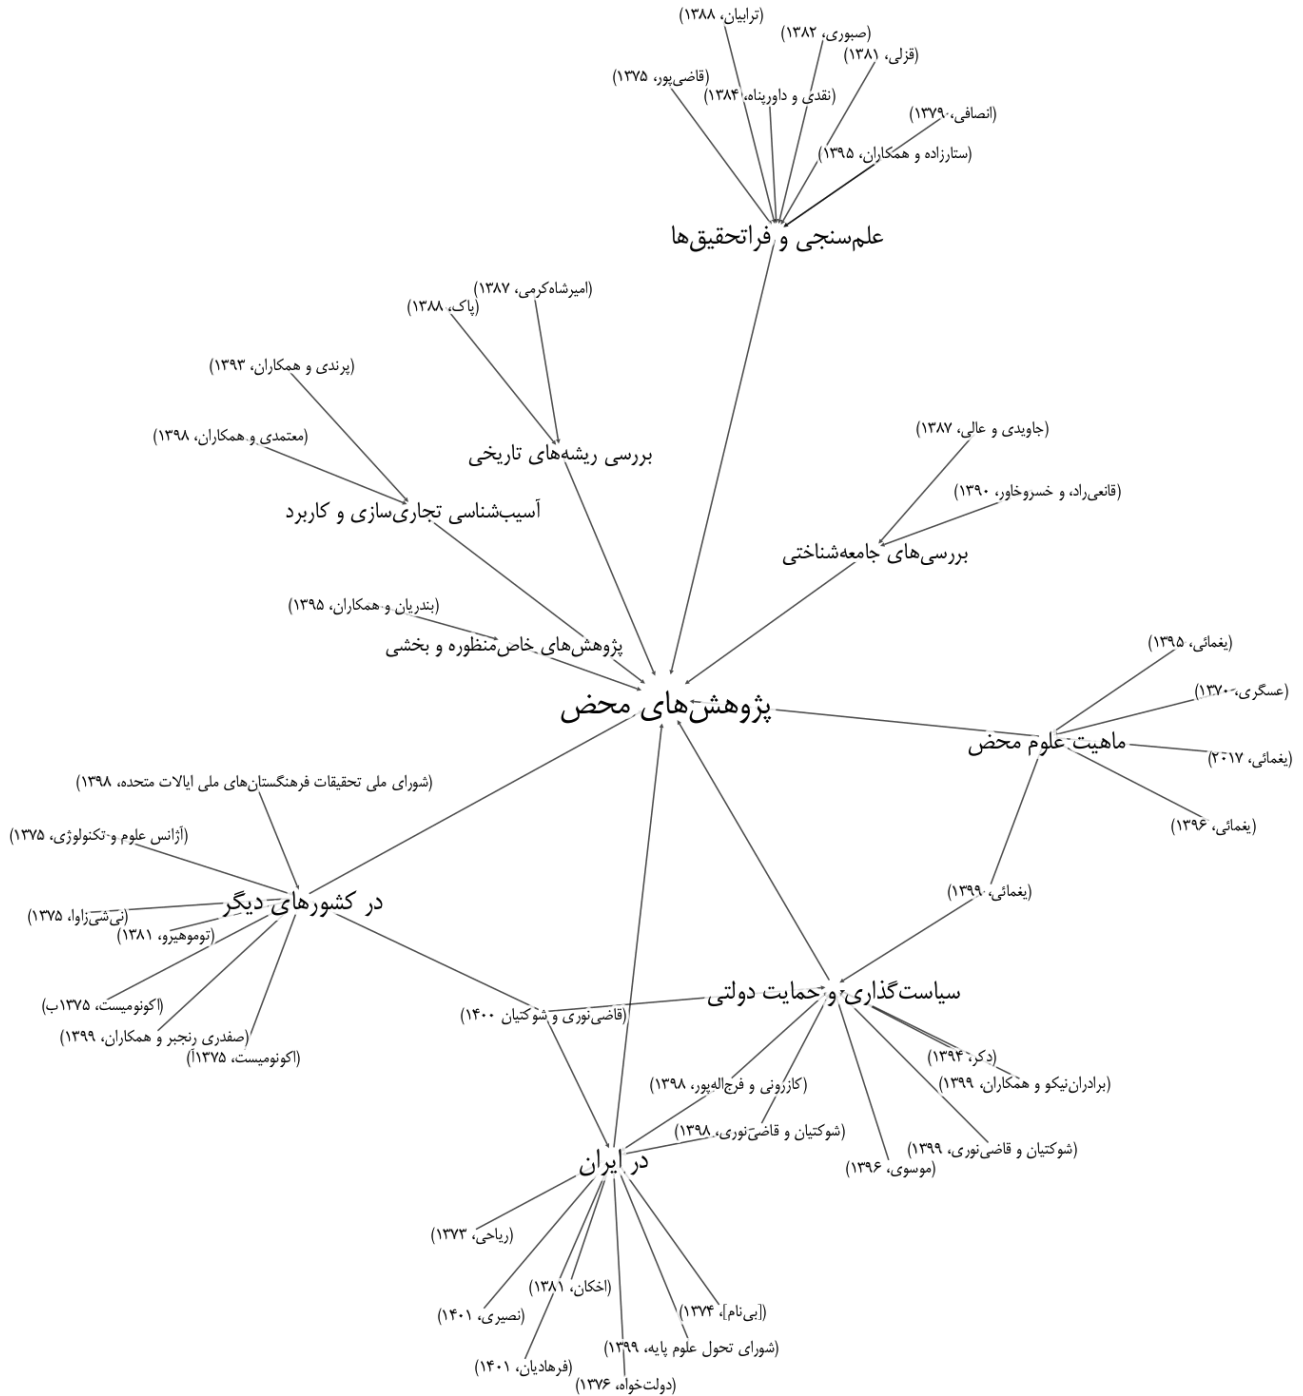 (ترابیان، ۱۳۸۸)
(صبوری، ۱۳۸۲)
(قزلی، ۱۳۸۱)
(قاضی‌پور، ۱۳۷۵)
(نقدی و داورپناه، ۱۳۸۴)
(انصافی، ۱۳۷۹)
(ستارزاده و همکاران، ۱۳۹۵)
علم‌سنجی و فراتحقیق‌ها
(امیرشاه‌کرمی، ۱۳۸۷)
(پاک، ۱۳۸۸)
(پرندی و همکاران، ۱۳۹۳)
(جاویدی و عالی، ۱۳۸۷)
(معتمدی و همکاران، ۱۳۹۸)
بررسی ریشه‌های تاریخی
(قانعی‌راد، و خسروخاور، ۱۳۹۰)
آسیب‌شناسی تجاری‌سازی و کاربرد
بررسی‌های جامعه‌شناختی
(بندریان و همکاران، ۱۳۹۵)
پژوهش‌های خاص‌منظوره و بخشی
(یغمائی، ۱۳۹۵)
(عسگری، ۱۳۷۰)
پژوهش‌های محض
ماهیت علوم محض
(یغمائی، ۲۰۱۷)
(شورای ملی تحقیقات فرهنگستان‌های ملی ایالات متحده، ۱۳۹۸)
(یغمائی، ۱۳۹۶)
(آژانس علوم و تکنولوژی، ۱۳۷۵)
(یغمائی، ۱۳۹۹)
در کشورهای دیگر
(نی‌شی‌زاوا، ۱۳۷۵)
(توموهیرو، ۱۳۸۱)
سیاست‌گذاری و حمایت دولتی
(اکونومیست، ۱۳۷۵ب)
(قاضی‌نوری و شوکتیان ۱۴۰۰)
(صفدری رنجبر و همکاران، ۱۳۹۹)
(اکونومیست، ۱۳۷۵آ)
(دکر، ۱۳۹۴)
(برادران‌نیکو و همکاران، ۱۳۹۹)
(کازرونی و فرج‌اله‌پور، ۱۳۹۸)
(شوکتیان و قاضی‌نوری، ۱۳۹۸)
(شوکتیان و قاضی‌نوری، ۱۳۹۹)
در ایران
(موسوی، ۱۳۹۶)
(ریاحی، ۱۳۷۳)
(اخکان، ۱۳۸۱)
([بی‌نام]، ۱۳۷۴)
(نصیری، ۱۴۰۱)
(شورای تحول علوم پایه، ۱۳۹۹)
(فرهادیان، ۱۴۰۱)
(دولت‌خواه، ۱۳۷۶)